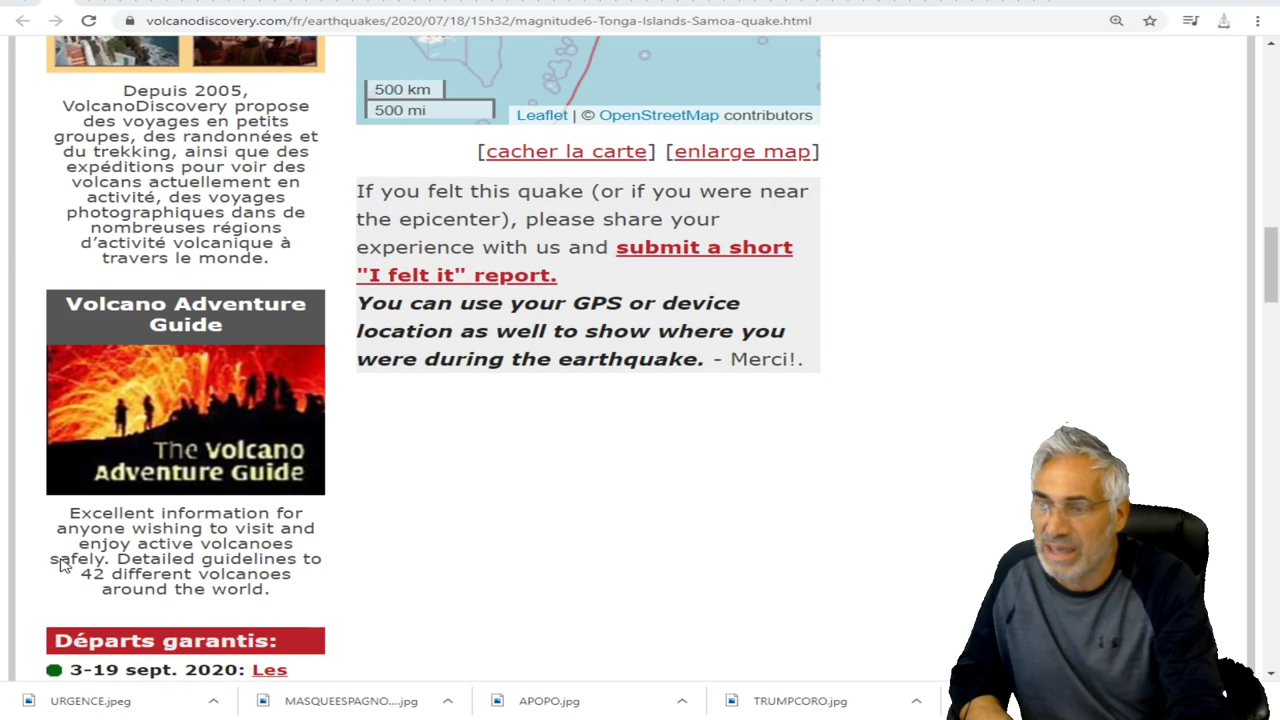 volcanodiscovery.com/fr/earthquakes/2020/07/18/15h32/magnitude6-Tonga-Islands-Samoa-quake.html
Depuis 2005,
VolcanoDiscovery propose
des voyages en petits
groupes, des randonnées et
du trekking, ainsi que des
expéditions pour voir des
volcans actuellement en
activité, des voyages
photographiques dans de
nombreuses régions
d'activité volcanique à
travers le monde.
Volcano Adventure
Guide
The Volcano
Adventure Guide
Excellent information for
anyone wishing to visit and
enjoy active volcanoes
safely. Detailed guidelines to
42 different volcanoes
around the world.
Départs garantis:
3-19 sept. 2020: Les
500 km
500 mi
Leaflet | © OpenStreetMap contributors
[cacher la carte] [enlarge map]
If you felt this quake (or if you were near
the epicenter), please share your
experience with us and submit a short
"I felt it" report.
You can use your GPS or device
location as well to show where you
were during the earthquake. - Merci!.
URGENCE.jpeg
MASQUEESPAGNO....jpg
APOPO.jpg
TRUMPCORO.jpg